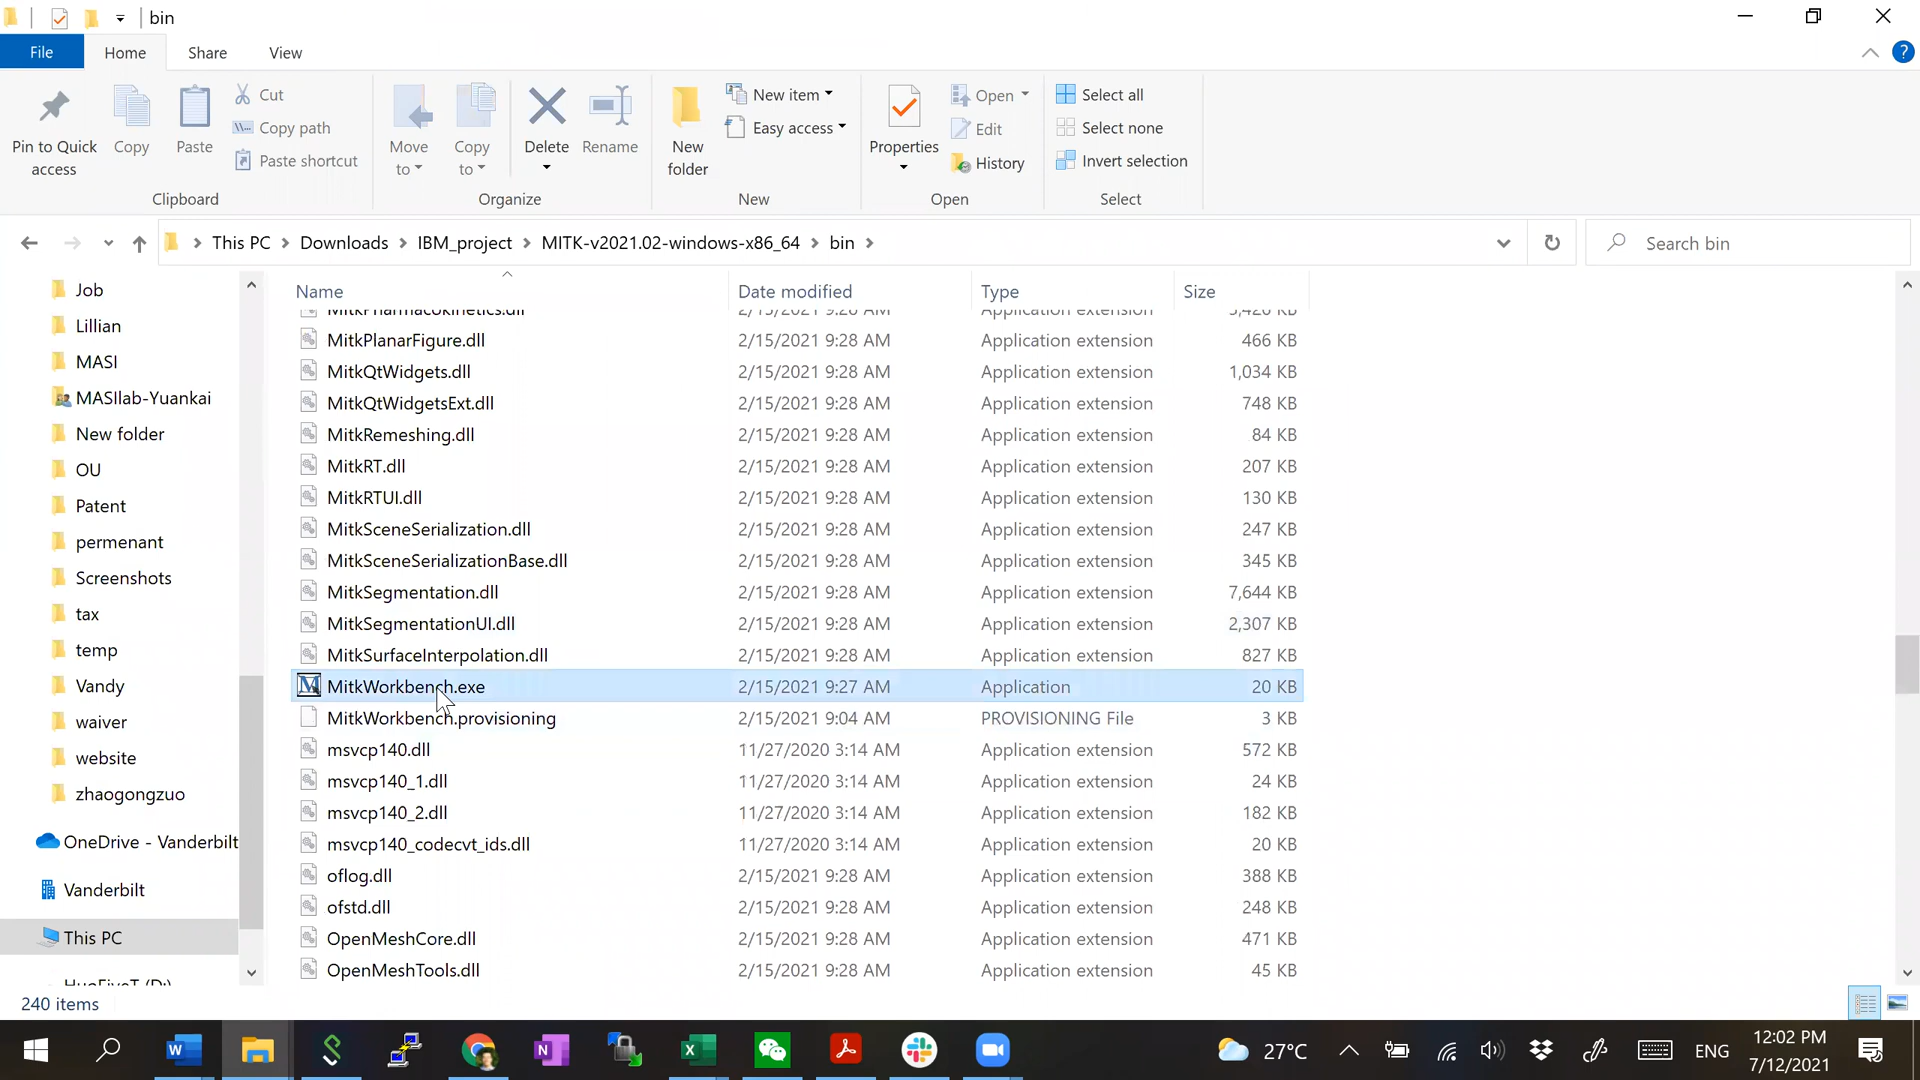 bin
File Home Share View
Pin to Quick access
Copy
Paste
Cut
Copy path
Paste shortcut
Clipboard
Move to
Copy to
Delete
Rename
Organize
New folder
New item
Easy access
New
Properties
Open
Edit
History
Open
Select all
Select none
Invert selection
Select
This PC > Downloads > IBM_project > MITK-v2021.02-windows-x86_64 > bin >
Search bin
Job
Lillian
MASI
MASIlab-Yuankai
New folder
OU
Patent
permenant
Screenshots
tax
temp
Vandy
waiver
website
zhaogongzuo
OneDrive - Vanderbilt
Vanderbilt
This PC
Name Date modified Type Size
MitkPharmacokinetics.dll 2/15/2021 9:28 AM Application extension 3,426 KB
MitkPlanarFigure.dll 2/15/2021 9:28 AM Application extension 466 KB
MitkQtWidgets.dll 2/15/2021 9:28 AM Application extension 1,034 KB
MitkQtWidgetsExt.dll 2/15/2021 9:28 AM Application extension 748 KB
MitkRemeshing.dll 2/15/2021 9:28 AM Application extension 84 KB
MitkRT.dll 2/15/2021 9:28 AM Application extension 207 KB
MitkRTUI.dll 2/15/2021 9:28 AM Application extension 130 KB
MitkSceneSerialization.dll 2/15/2021 9:28 AM Application extension 247 KB
MitkSceneSerializationBase.dll 2/15/2021 9:28 AM Application extension 345 KB
MitkSegmentation.dll 2/15/2021 9:28 AM Application extension 7,644 KB
MitkSegmentationUI.dll 2/15/2021 9:28 AM Application extension 2,307 KB
MitkSurfaceInterpolation.dll 2/15/2021 9:28 AM Application extension 827 KB
MitkWorkbench.exe 2/15/2021 9:27 AM Application 20 KB
MitkWorkbench.provisioning 2/15/2021 9:04 AM PROVISIONING File 3 KB
msvcp140.dll 11/27/2020 3:14 AM Application extension 572 KB
msvcp140_1.dll 11/27/2020 3:14 AM Application extension 24 KB
msvcp140_2.dll 11/27/2020 3:14 AM Application extension 182 KB
msvcp140_codecvt_ids.dll 11/27/2020 3:14 AM Application extension 20 KB
oflog.dll 2/15/2021 9:28 AM Application extension 388 KB
ofstd.dll 2/15/2021 9:28 AM Application extension 248 KB
OpenMeshCore.dll 2/15/2021 9:28 AM Application extension 471 KB
OpenMeshTools.dll 2/15/2021 9:28 AM Application extension 45 KB
240 items
27°C
ENG
12:02 PM
7/12/2021